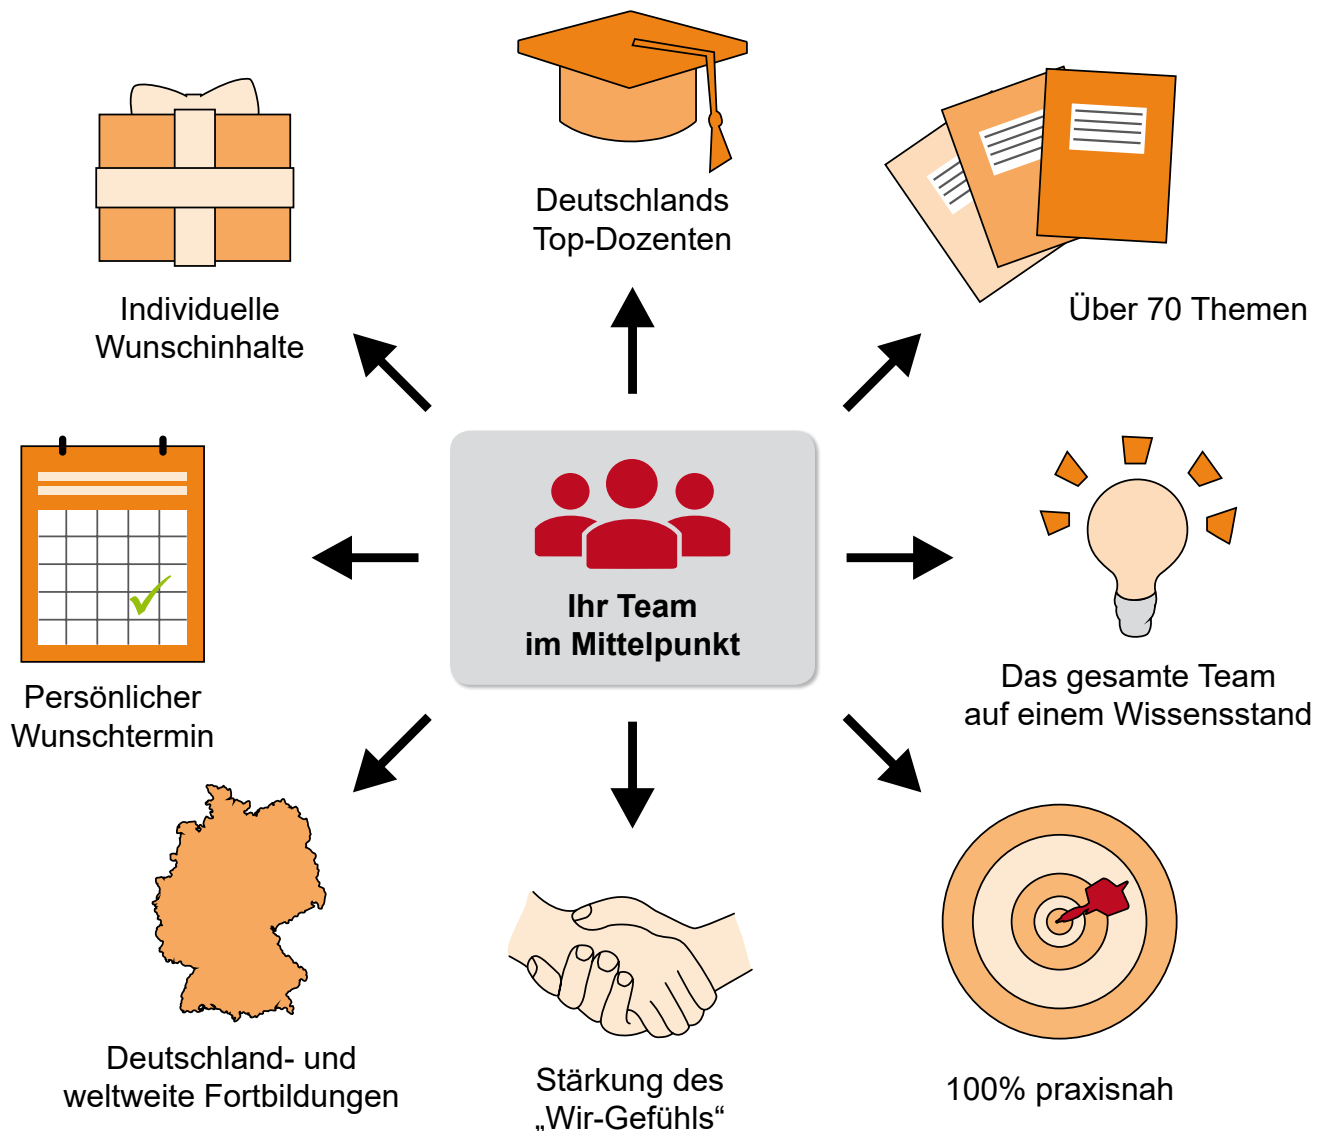 Deutschlands
Top-Dozenten
Individuelle
Wunschinhalte
Über 70 Themen
Ihr Team
im Mittelpunkt
Persönlicher
Wunschtermin
Das gesamte Team
auf einem Wissensstand
Deutschland- und
weltweite Fortbildungen
Stärkung des
„Wir-Gefühls“
100% praxisnah